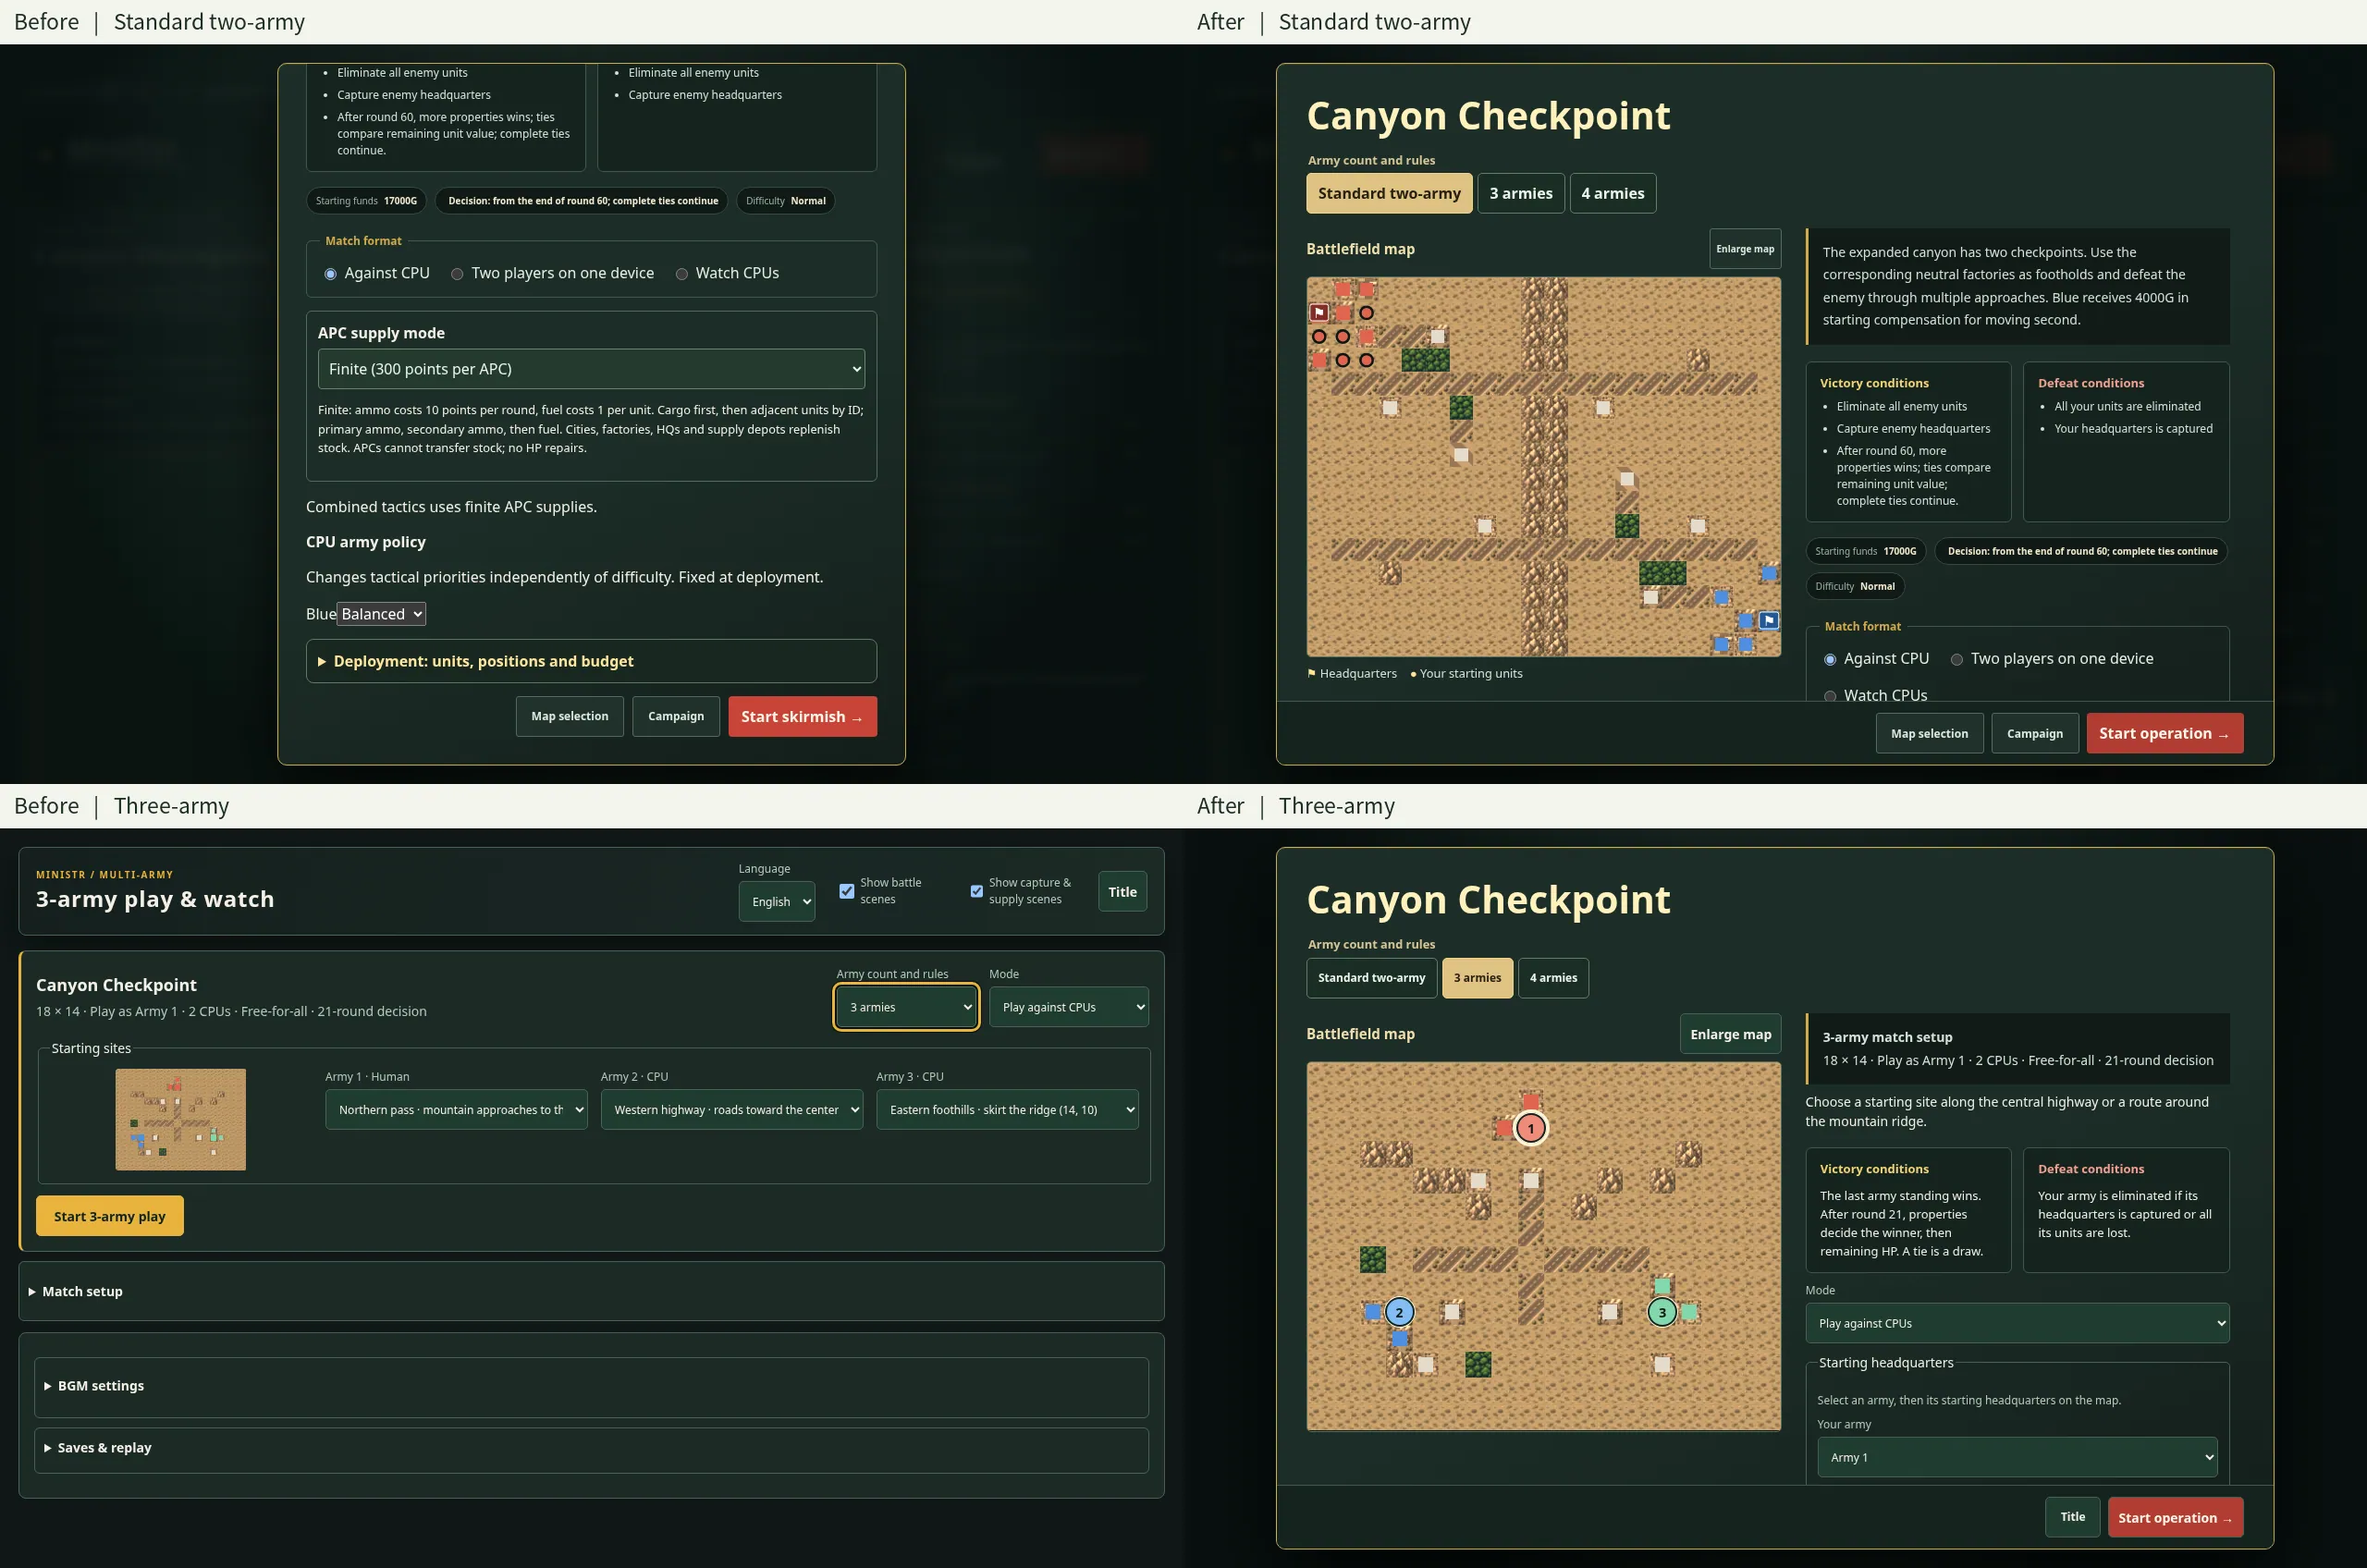 Before | Standard two-army
Eliminate all enemy units
Capture enemy headquarters
After round 60, more properties wins; ties
compare remaining unit value; complete ties
continue.
Eliminate all enemy units
Capture enemy headquarters
Starting funds 17000G
Decision: from the end of round 60; complete ties continue
Difficulty Normal
Match format
Against CPU
Two players on one device
Watch CPUs
APC supply mode
Finite (300 points per APC)
Finite: ammo costs 10 points per round, fuel costs 1 per unit. Cargo first, then adjacent units by ID;
primary ammo, secondary ammo, then fuel. Cities, factories, HQs and supply depots replenish
stock. APCs cannot transfer stock; no HP repairs.
Combined tactics uses finite APC supplies.
CPU army policy
Changes tactical priorities independently of difficulty. Fixed at deployment.
Blue Balanced
Deployment: units, positions and budget
Map selection
Campaign
Start skirmish →
After | Standard two-army
Canyon Checkpoint
Army count and rules
Standard two-army
3 armies
4 armies
Battlefield map
Enlarge map
Headquarters
Your starting units
The expanded canyon has two checkpoints. Use the
corresponding neutral factories as footholds and defeat the
enemy through multiple approaches. Blue receives 4000G in
starting compensation for moving second.
Victory conditions
Eliminate all enemy units
Capture enemy headquarters
After round 60, more
properties wins; ties compare
remaining unit value;
complete ties continue.
Defeat conditions
All your units are eliminated
Your headquarters is captured
Starting funds 17000G
Decision: from the end of round 60; complete ties continue
Difficulty Normal
Match format
Against CPU
Two players on one device
Watch CPUs
Map selection
Campaign
Start operation →
Before | Three-army
MINISTR / MULTI-ARMY
3-army play & watch
Language
English
Show battle
scenes
Show capture &
supply scenes
Title
Canyon Checkpoint
18 × 14 · Play as Army 1 · 2 CPUs · Free-for-all · 21-round decision
Army count and rules
3 armies
Mode
Play against CPUs
Starting sites
Army 1 · Human
Northern pass · mountain approaches to th
Army 2 · CPU
Western highway · roads toward the center
Army 3 · CPU
Eastern foothills · skirt the ridge (14, 10)
Start 3-army play
Match setup
BGM settings
Saves & replay
After | Three-army
Canyon Checkpoint
Army count and rules
Standard two-army
3 armies
4 armies
Battlefield map
Enlarge map
1
2
3
3-army match setup
18 × 14 · Play as Army 1 · 2 CPUs · Free-for-all · 21-round decision
Choose a starting site along the central highway or a route around
the mountain ridge.
Victory conditions
The last army standing wins.
After round 21, properties
decide the winner, then
remaining HP. A tie is a draw.
Defeat conditions
Your army is eliminated if its
headquarters is captured or all
its units are lost.
Mode
Play against CPUs
Starting headquarters
Select an army, then its starting headquarters on the map.
Your army
Army 1
Title
Start operation →